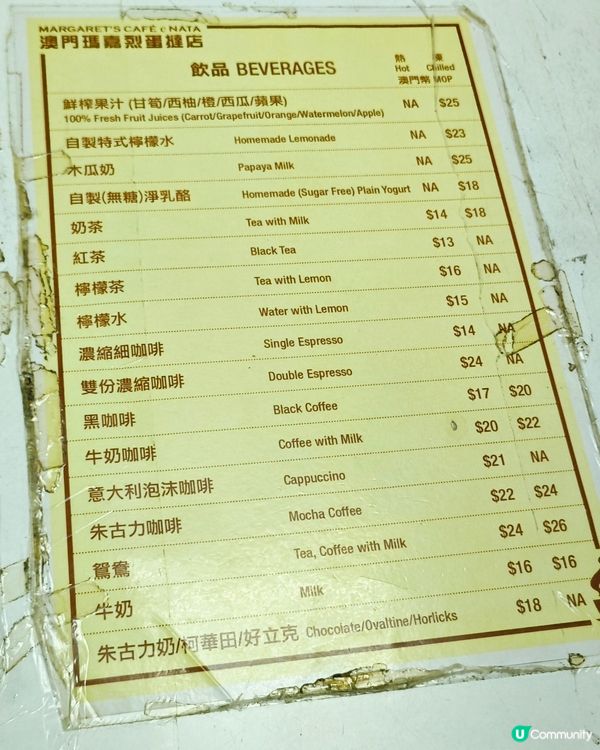 MARGARET'S CAFÉ e NATA
澳門瑪嘉烈蛋撻店
飲品 BEVERAGES
熱 凍
Hot Chilled
澳門幣 MOP
鮮榨果汁 (甘筍/西柚/橙/西瓜/蘋果) NA $25
100% Fresh Fruit Juices (Carrot/Grapefruit/Orange/Watermelon/Apple)
自製特式檸檬水 Homemade Lemonade NA $23
木瓜奶 Papaya Milk NA $25
自製(無糖)淨乳酪 Homemade (Sugar Free) Plain Yogurt NA $18
奶茶 Tea with Milk $14 $18
紅茶 Black Tea $13 NA
檸檬茶 Tea with Lemon $16 NA
檸檬水 Water with Lemon $15 NA
濃縮細咖啡 Single Espresso $14 NA
雙份濃縮咖啡 Double Espresso $24 NA
黑咖啡 Black Coffee $17 $20
牛奶咖啡 Coffee with Milk $20 $22
意大利泡沫咖啡 Cappuccino $21 NA
朱古力咖啡 Mocha Coffee $22 $24
鴛鴦 Tea, Coffee with Milk $24 $26
牛奶 Milk $16 $16
朱古力奶/柯華田/好立克 Chocolate/Ovaltine/Horlicks $18 NA
U Community